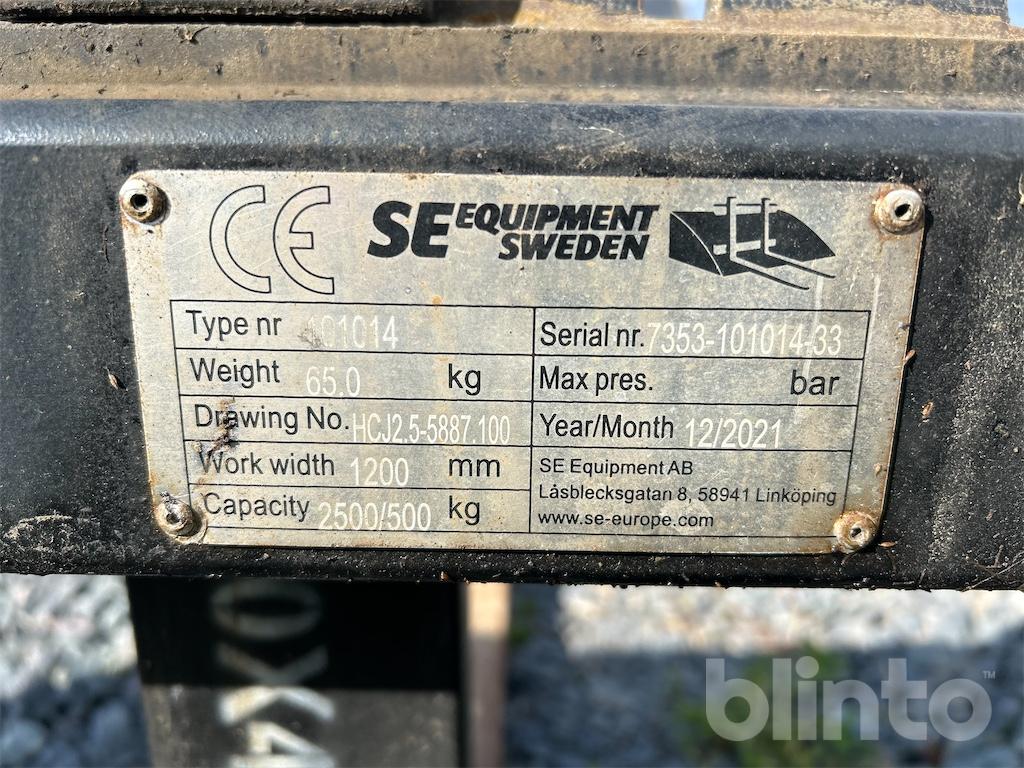 CE SE EQUIPMENT SWEDEN
Type nr 101014
Serial nr. 7353-101014-33
Weight 65.0 kg
Max pres. bar
Drawing No. HCJ2.5-5887.100
Year/Month 12/2021
Work width 1200 mm
SE Equipment AB
Låsblecksgatan 8, 58941 Linköping
Capacity 2500/500 kg
www.se-europe.com
blinto™